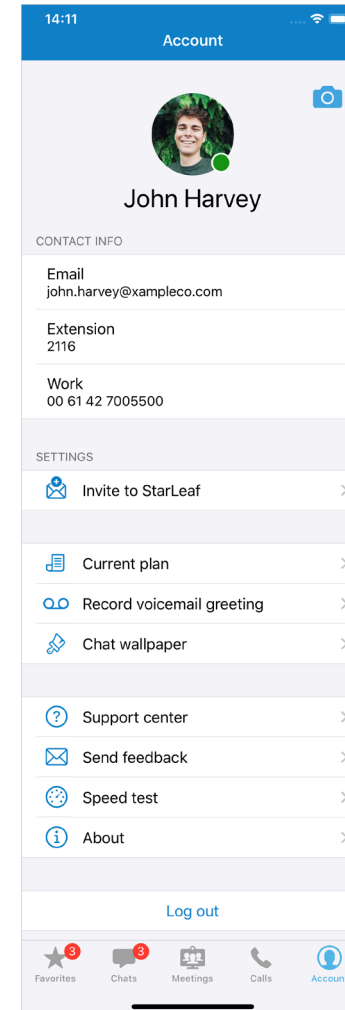 14:11
Account
John Harvey
CONTACT INFO
Email
john.harvey@xampleco.com
Extension
2116
Work
00 61 42 7005500
SETTINGS
Invite to StarLeaf
Current plan
Record voicemail greeting
Chat wallpaper
Support center
Send feedback
Speed test
About
Log out
3 3
Favorites Chats Meetings Calls Accoun